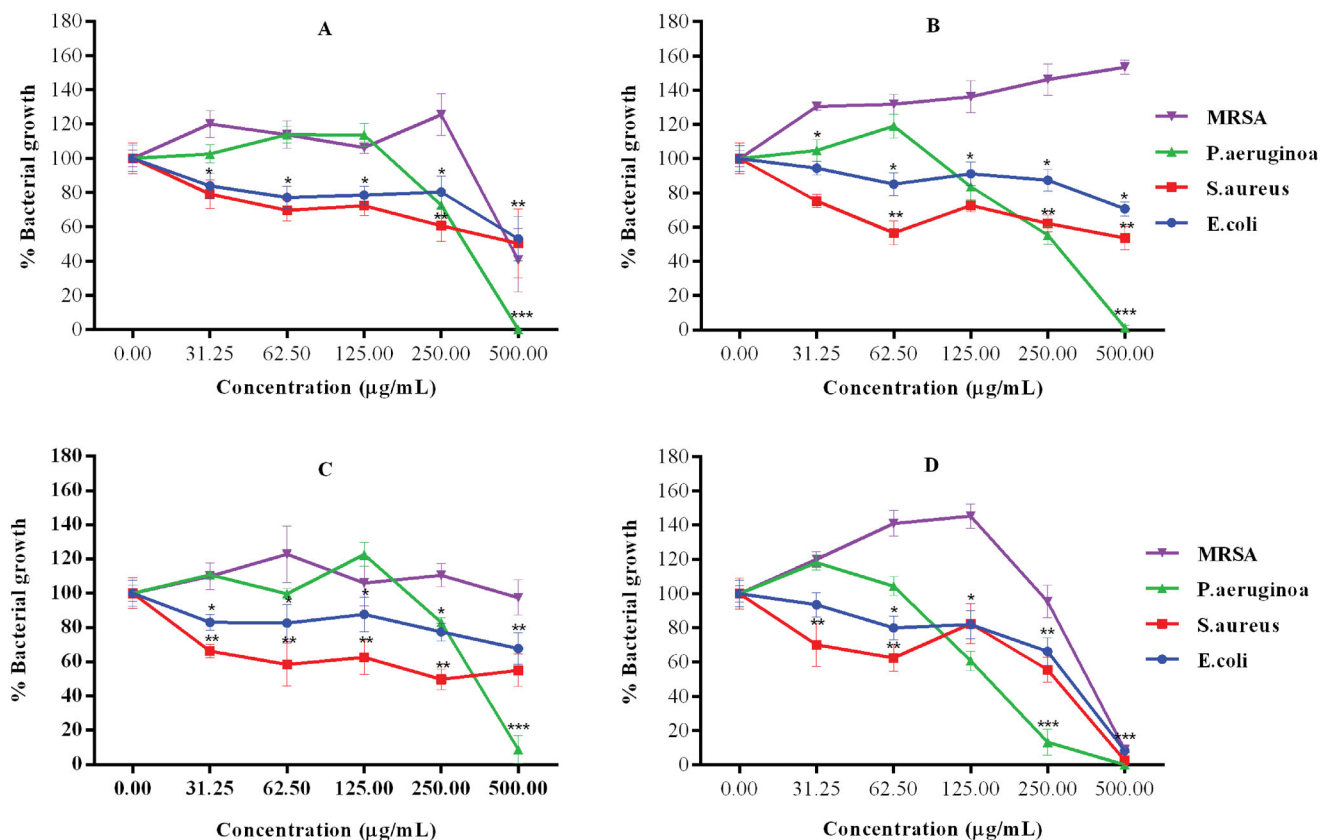 A
% Bacterial growth
180
160
140
120
100
80
60
40
20
0
* * * * **
** ***
0.00 31.25 62.50 125.00 250.00 500.00
Concentration (µg/mL)
B
% Bacterial growth
180
160
140
120
100
80
60
40
20
0
* * * * *
** ** **
***
0.00 31.25 62.50 125.00 250.00 500.00
Concentration (µg/mL)
MRSA
P.aeruginoa
S.aureus
E.coli
C
% Bacterial growth
180
160
140
120
100
80
60
40
20
0
* * * * **
** ** ** **
***
0.00 31.25 62.50 125.00 250.00 500.00
Concentration (µg/mL)
D
% Bacterial growth
180
160
140
120
100
80
60
40
20
0
** * * ** ***
** ***
0.00 31.25 62.50 125.00 250.00 500.00
Concentration (µg/mL)
MRSA
P.aeruginoa
S.aureus
E.coli